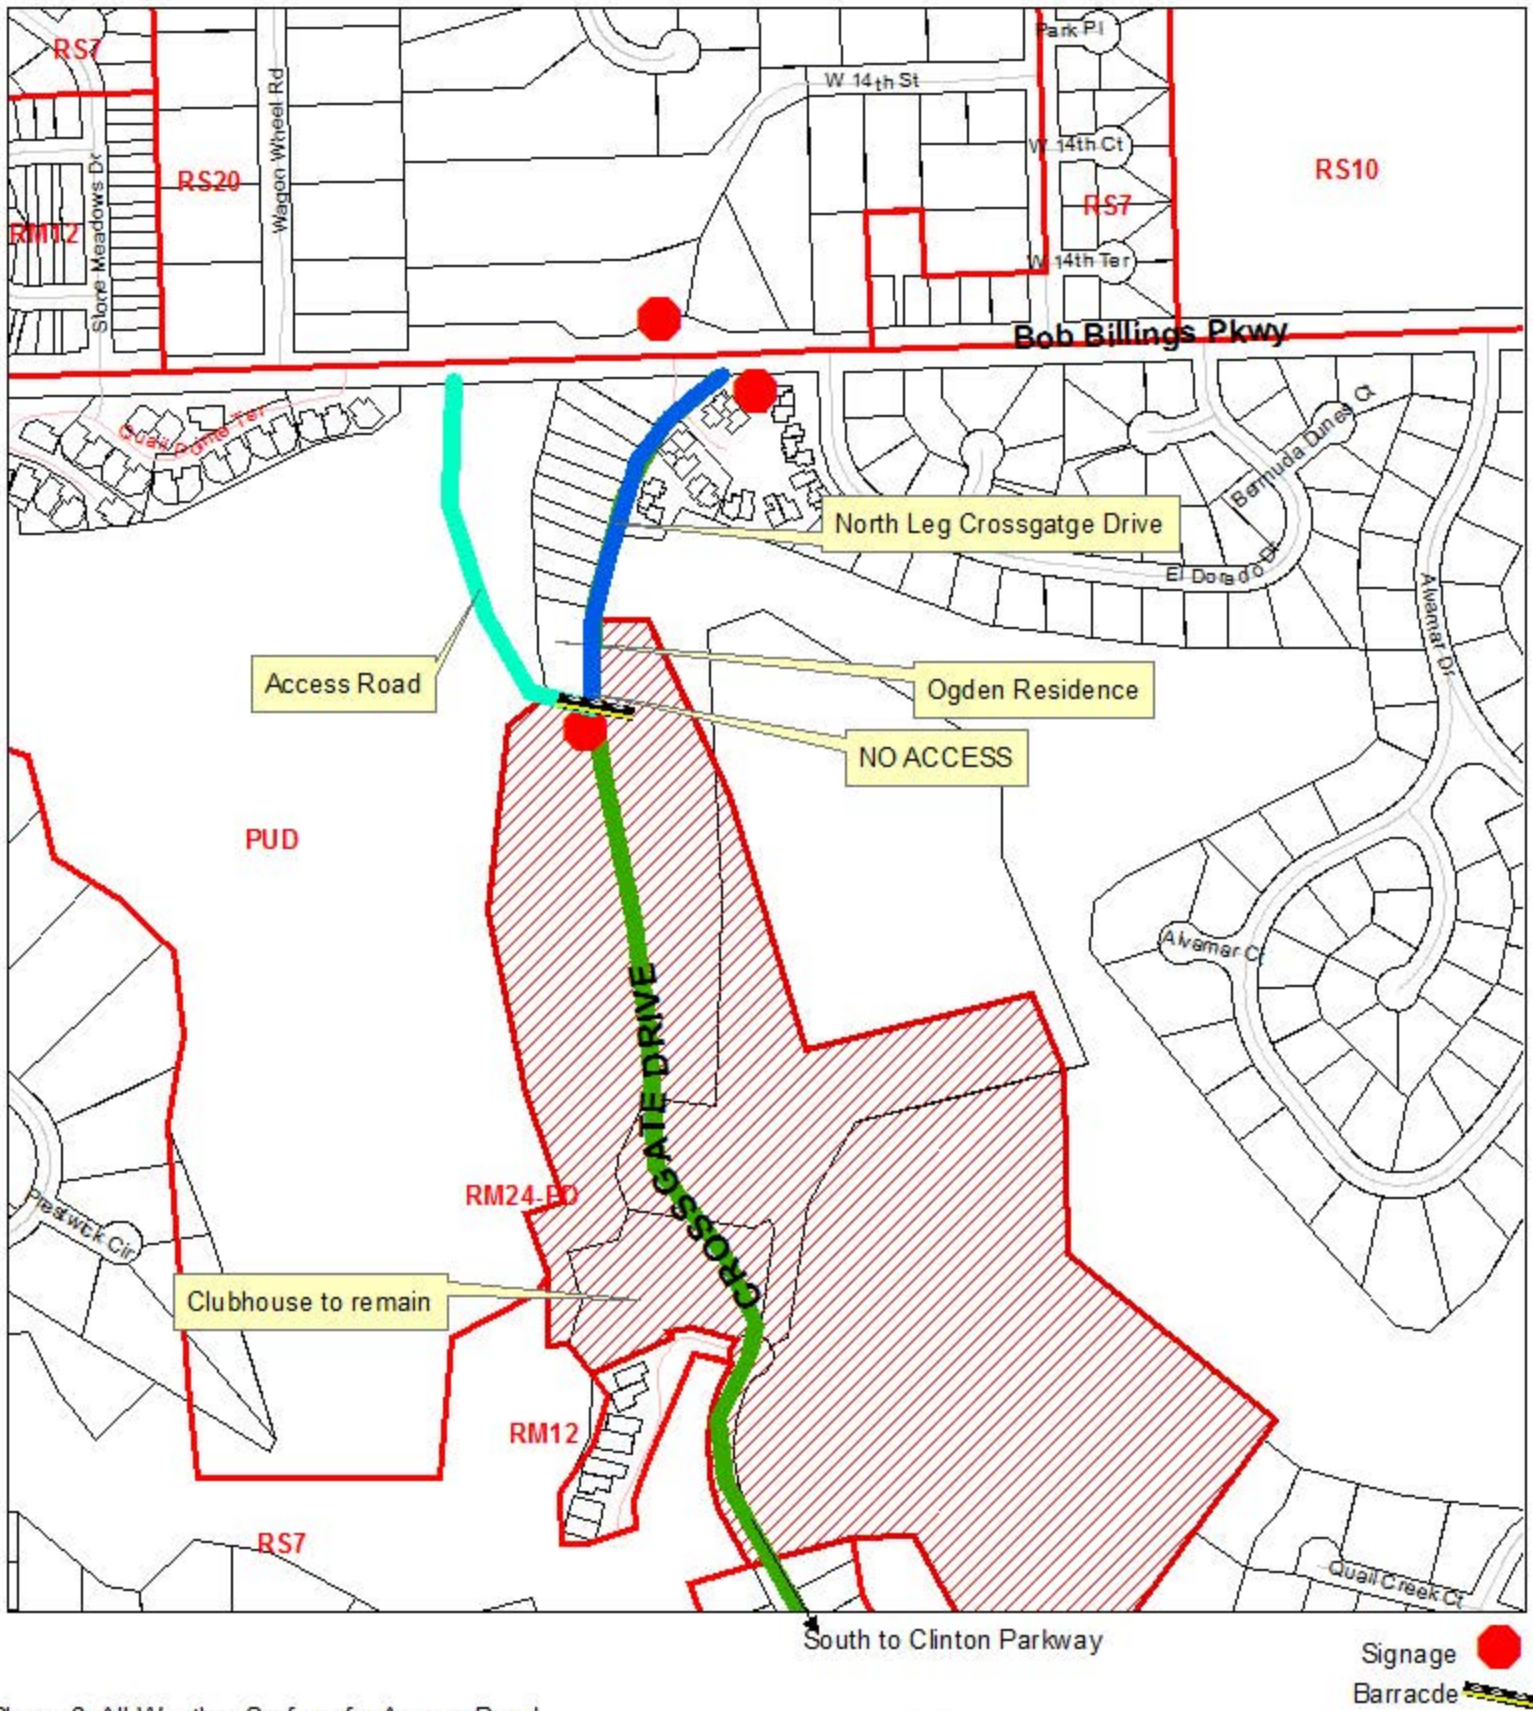 Park Pl
RS7
W 14th St
Wagon Wheel Rd
W 14th Ct
RS10
RS20
Stone Meadows Dr
RS7
RM12
W 14th Ter
Bob Billings Pkwy
Quail Pointe Ter
Bermuda Dunes Ct
North Leg Crossgatge Drive
El Dorado Dr
Alvamar Dr
Access Road
Ogden Residence
NO ACCESS
PUD
Alvamar Ct
CROSSGATE DRIVE
RM24-PD
Prestwick Cir
Clubhouse to remain
RM12
RS7
Quail Creek Ct
South to Clinton Parkway
Signage
Barracde